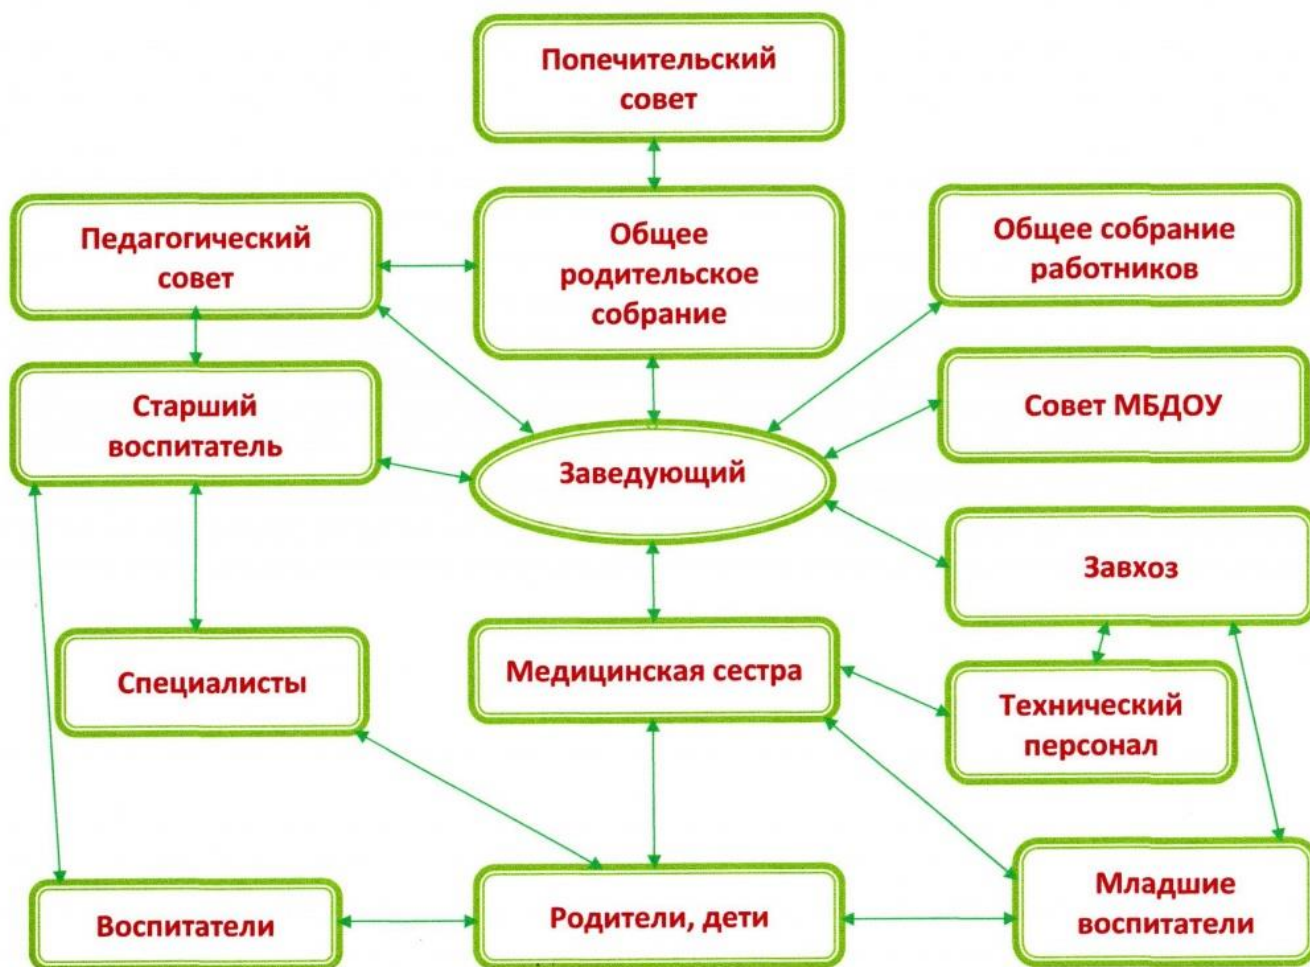 Попечительский
совет
Педагогический
совет
Общее
родительское
собрание
Общее собрание
работников
Старший
воспитатель
Совет МБДОУ
Заведующий
Завхоз
Специалисты
Медицинская сестра
Технический
персонал
Воспитатели
Родители, дети
Младшие
воспитатели